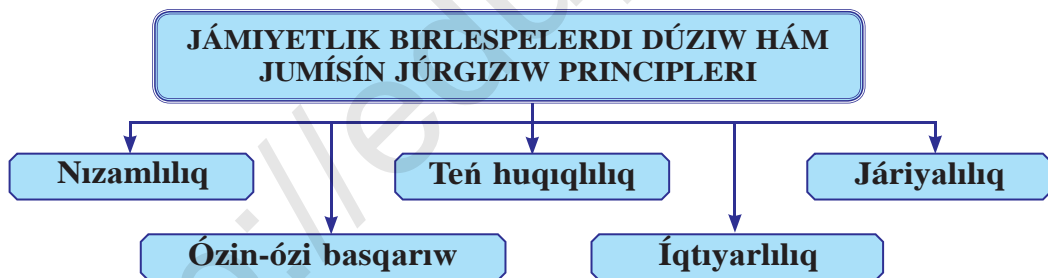 JÁMIYETLIK BIRLESPELERDI DÚZIW HÁM
JUMÍSÍN JÚRGIZIW PRINCIPLERI
Nızamlılıq
Teń huqıqlılıq
Járiyalılıq
Ózin-ózi basqarıw
Íqtıyarlılıq